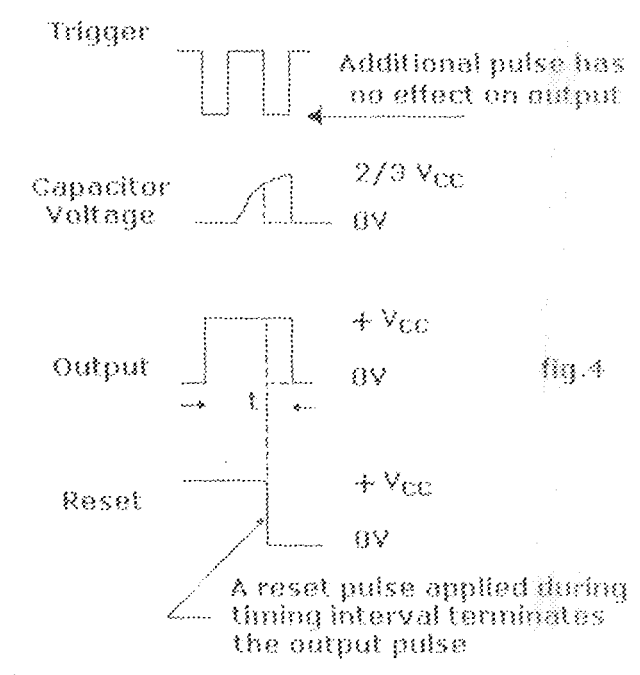 Trigger
Additional pulse has
no effect on output
Capacitor
Voltage
2/3 VCC
0V
Output
+ VCC
0V
t
fig.4
Reset
+ VCC
0V
A reset pulse applied during
timing interval terminates
the output pulse